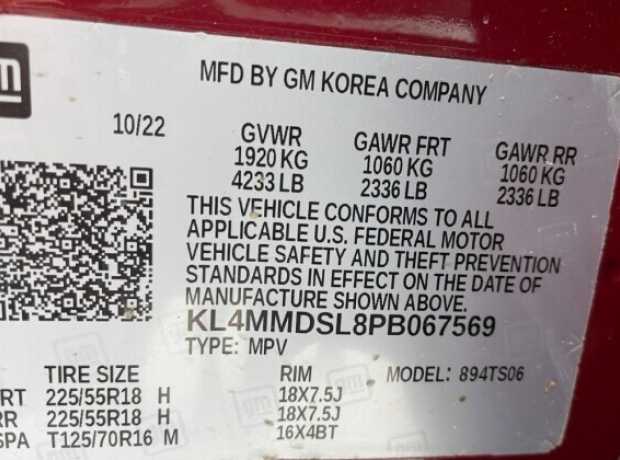 gm
MFD BY GM KOREA COMPANY
10/22 GVWR GAWR FRT GAWR RR
1920 KG 1060 KG 1060 KG
4233 LB 2336 LB 2336 LB
THIS VEHICLE CONFORMS TO ALL
APPLICABLE U.S. FEDERAL MOTOR
VEHICLE SAFETY AND THEFT PREVENTION
STANDARDS IN EFFECT ON THE DATE OF
MANUFACTURE SHOWN ABOVE.
KL4MMDSL8PB067569
TYPE: MPV
TIRE SIZE RIM MODEL: 894TS06
RT 225/55R18 H 18X7.5J
RR 225/55R18 H 18X7.5J
SPA T125/70R16 M 16X4BT